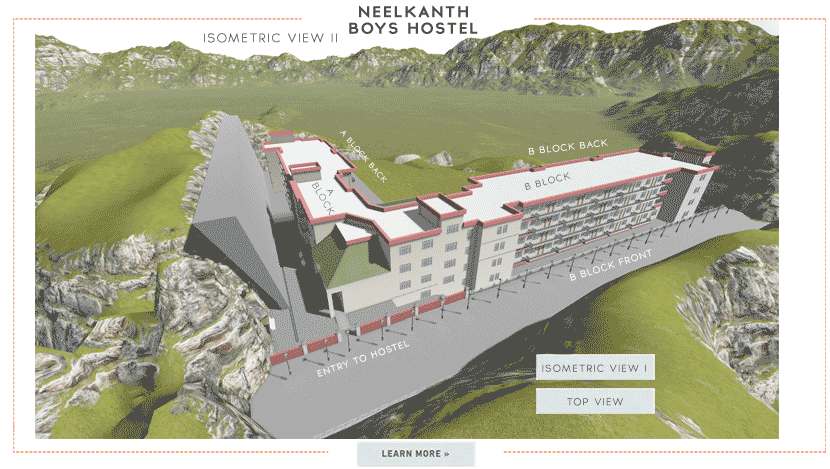 NEELKANTH
BOYS HOSTEL
ISOMETRIC VIEW II
A BLOCK BACK
B BLOCK BACK
A BLOCK
B BLOCK
B BLOCK FRONT
ENTRY TO HOSTEL
ISOMETRIC VIEW I
TOP VIEW
LEARN MORE »